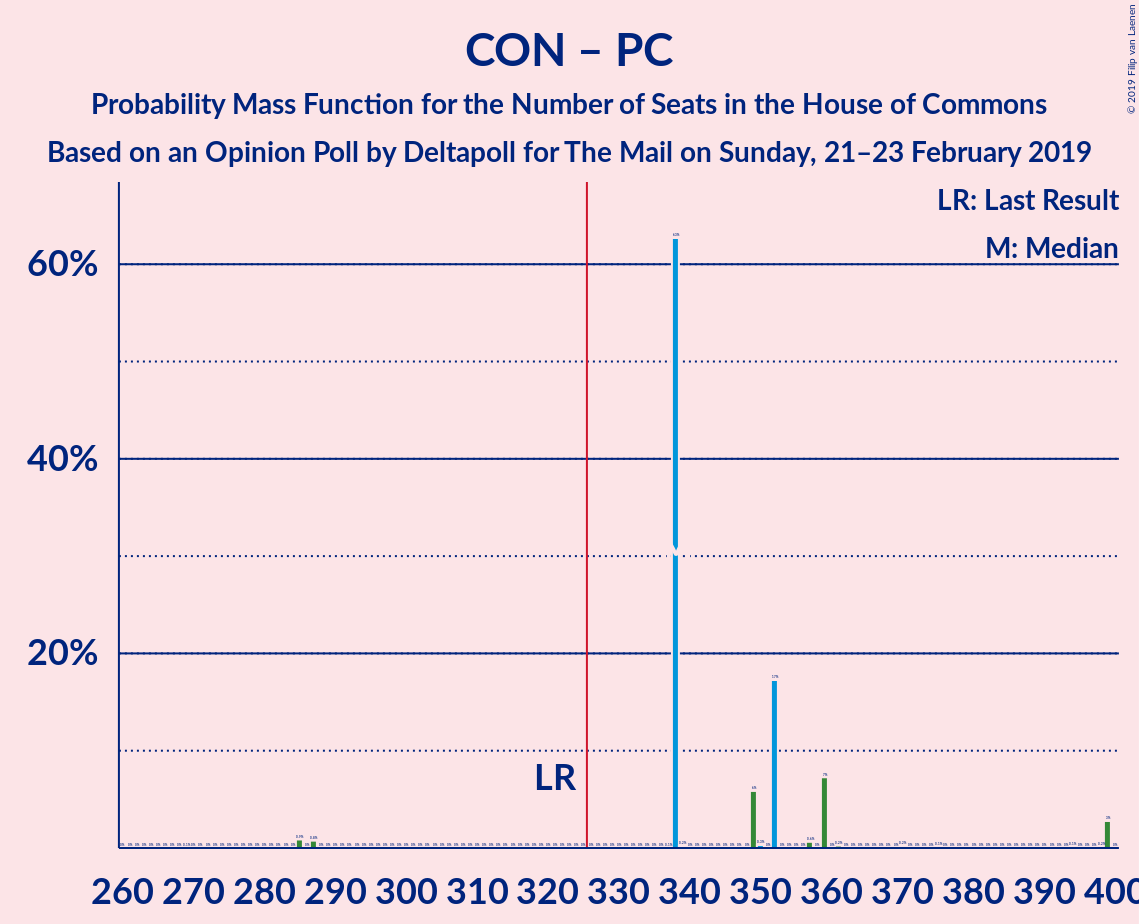 CON – PC
Probability Mass Function for the Number of Seats in the House of Commons
Based on an Opinion Poll by Deltapoll for The Mail on Sunday, 21–23 February 2019
© 2019 Filip van Laenen
LR: Last Result
M: Median
60%
40%
20%
LR
260 270 280 290 300 310 320 330 340 350 360 370 380 390 400